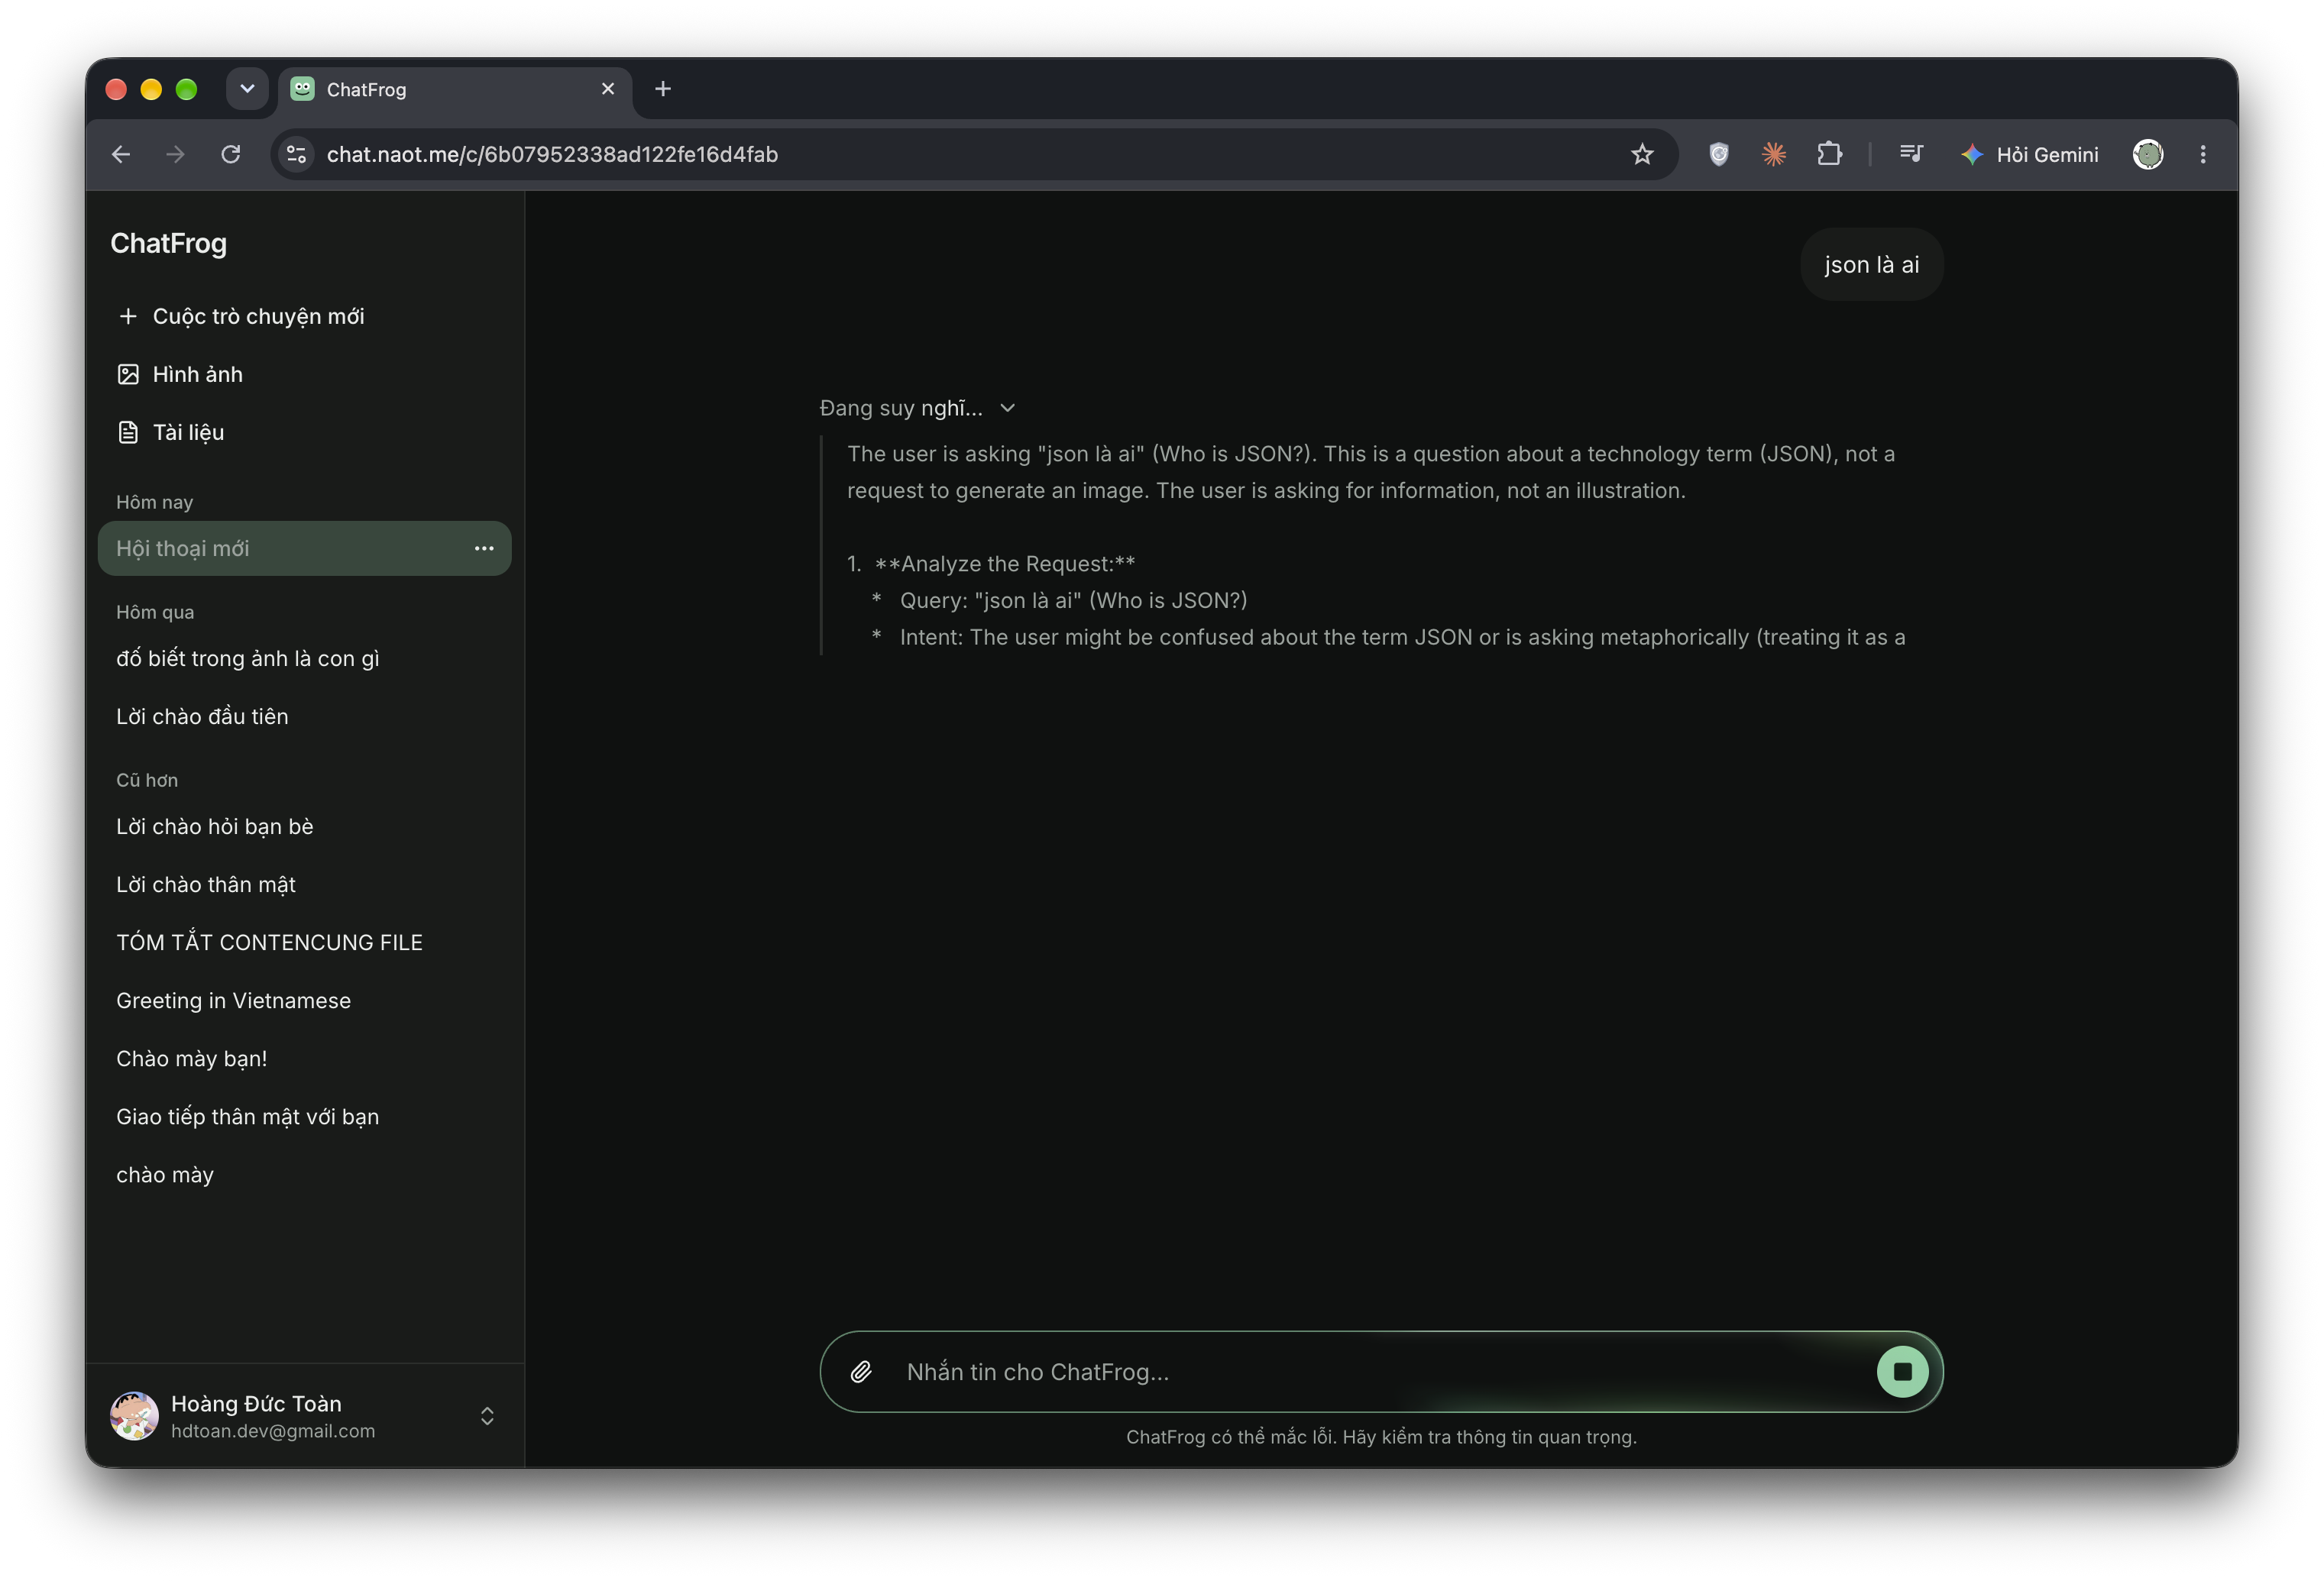 ChatFrog
chat.naot.me/c/6b07952338ad122fe16d4fab
Hỏi Gemini
ChatFrog
Cuộc trò chuyện mới
Hình ảnh
Tài liệu
Hôm nay
Hội thoại mới
Hôm qua
đố biết trong ảnh là con gì
Lời chào đầu tiên
Cũ hơn
Lời chào hỏi bạn bè
Lời chào thân mật
TÓM TẮT CONTENCUNG FILE
Greeting in Vietnamese
Chào mày bạn!
Giao tiếp thân mật với bạn
chào mày
Hoàng Đức Toàn
hdtoan.dev@gmail.com
json là ai
Đang suy nghĩ...
The user is asking "json là ai" (Who is JSON?). This is a question about a technology term (JSON), not a
request to generate an image. The user is asking for information, not an illustration.
1. **Analyze the Request:**
* Query: "json là ai" (Who is JSON?)
* Intent: The user might be confused about the term JSON or is asking metaphorically (treating it as a
Nhắn tin cho ChatFrog...
ChatFrog có thể mắc lỗi. Hãy kiểm tra thông tin quan trọng.